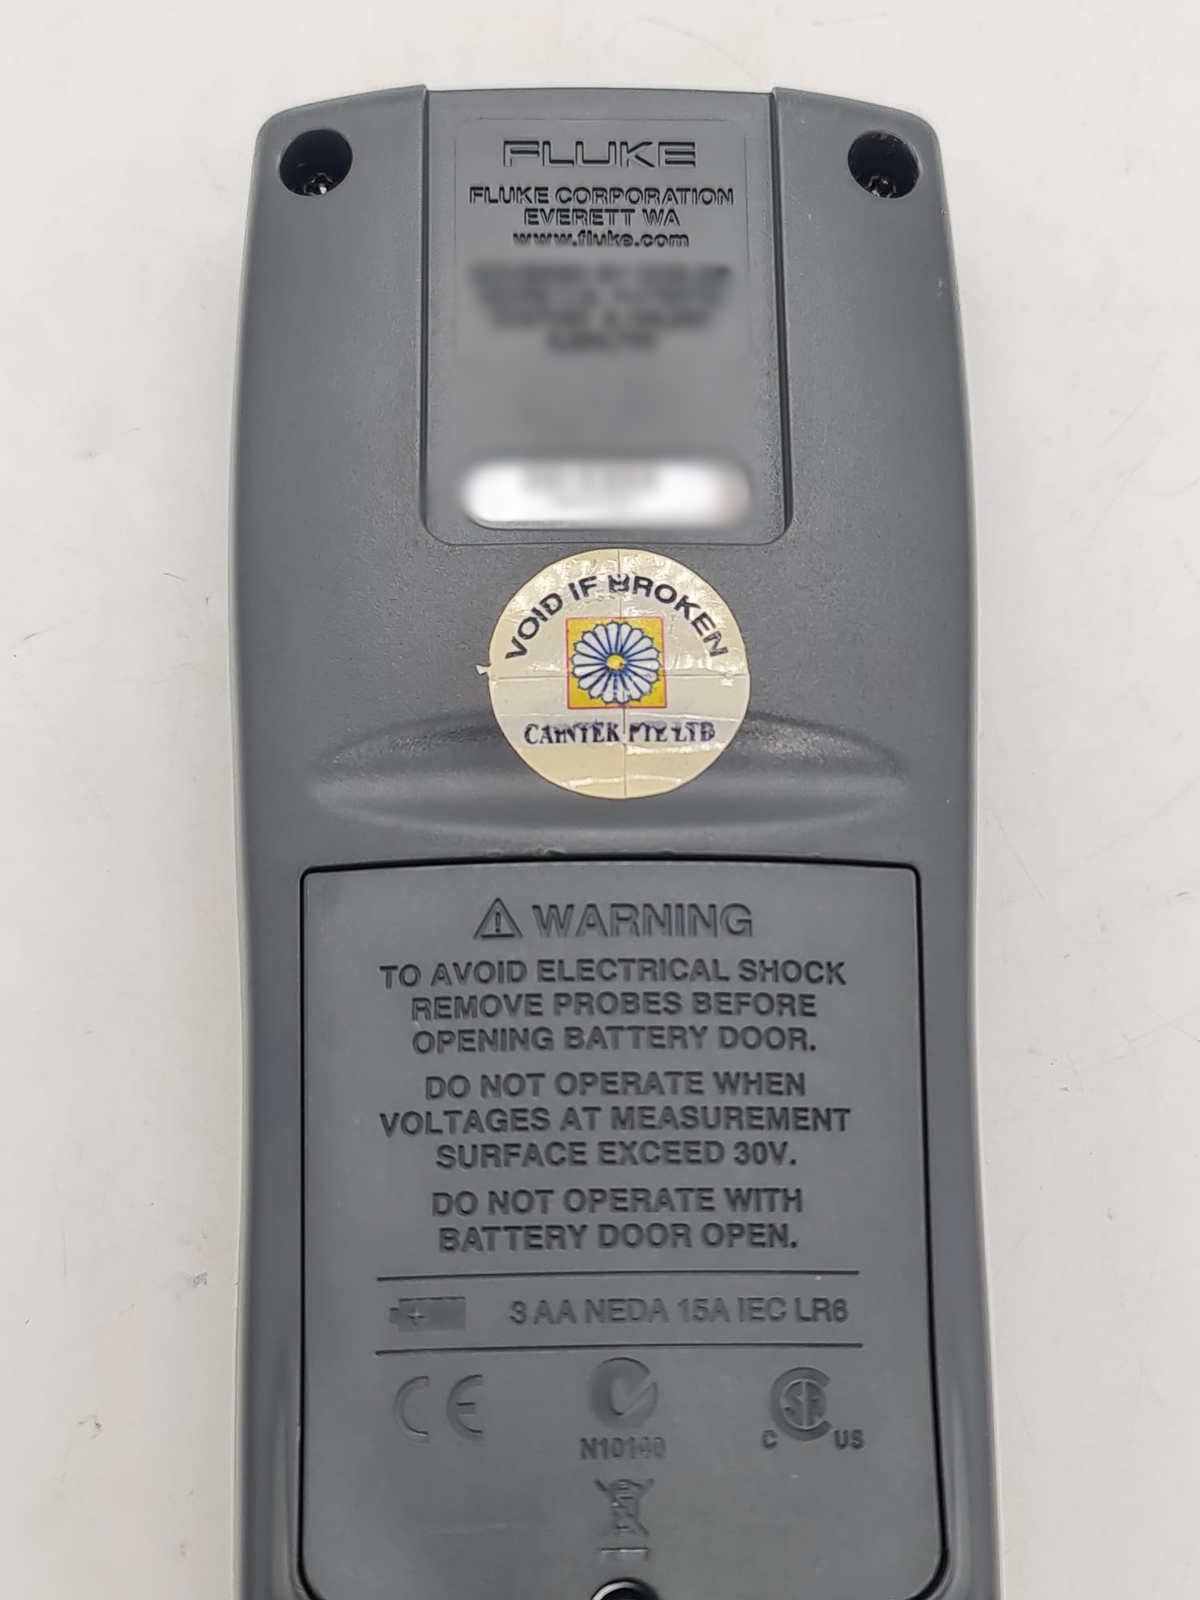 FLUKE
FLUKE CORPORATION
EVERETT WA
www.fluke.com
VOID IF BROKEN
PTE LTD
WARNING
TO AVOID ELECTRICAL SHOCK
REMOVE PROBES BEFORE
OPENING BATTERY DOOR.
DO NOT OPERATE WHEN
VOLTAGES AT MEASUREMENT
SURFACE EXCEED 30V.
DO NOT OPERATE WITH
BATTERY DOOR OPEN.
3 AA NEDA 15A IEC LR6
CE
N10140
C US